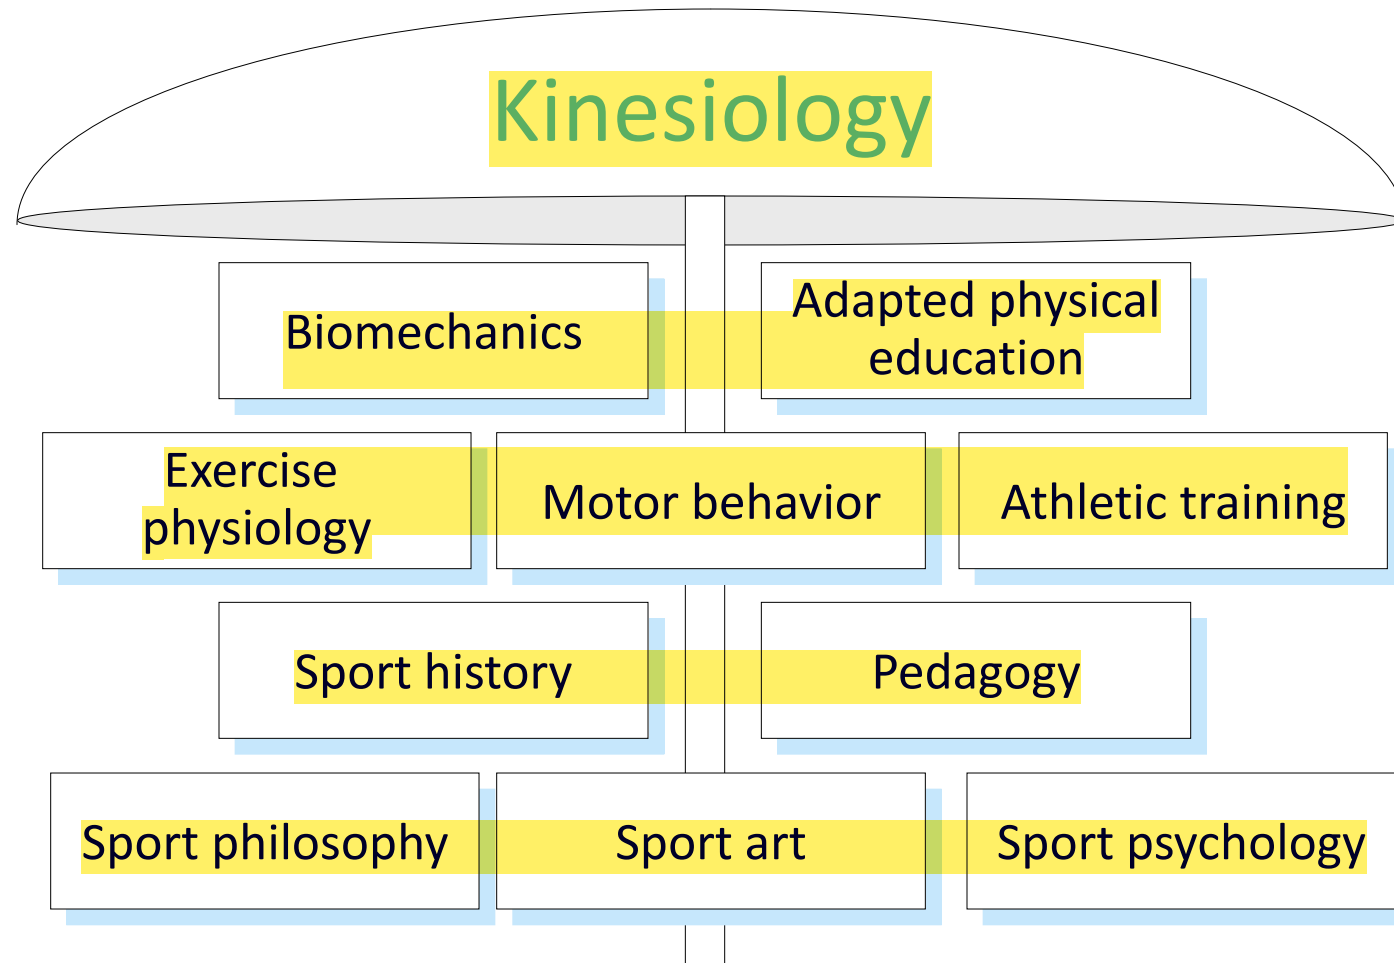 Kinesiology
Biomechanics
Adapted physical
education
Exercise
physiology
Motor behavior
Athletic training
Sport history
Pedagogy
Sport philosophy
Sport art
Sport psychology